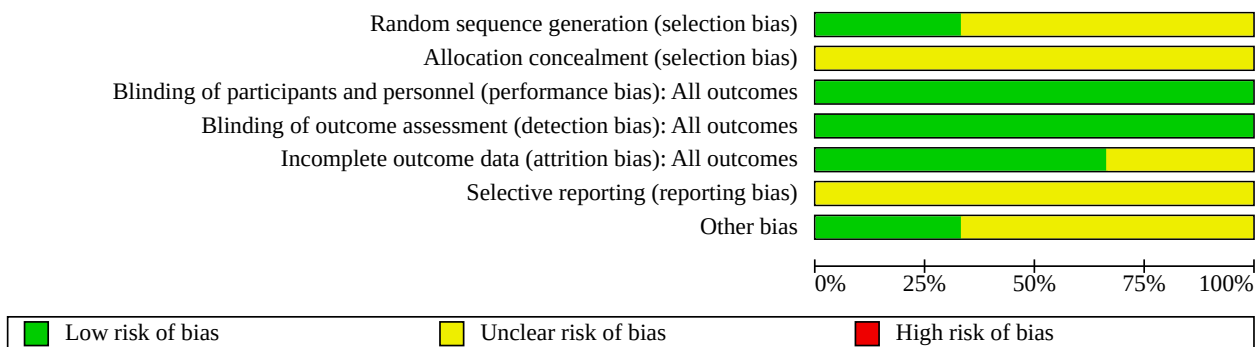 Random sequence generation (selection bias)
Allocation concealment (selection bias)
Blinding of participants and personnel (performance bias): All outcomes
Blinding of outcome assessment (detection bias): All outcomes
Incomplete outcome data (attrition bias): All outcomes
Selective reporting (reporting bias)
Other bias
0% 25% 50% 75% 100%
Low risk of bias Unclear risk of bias High risk of bias